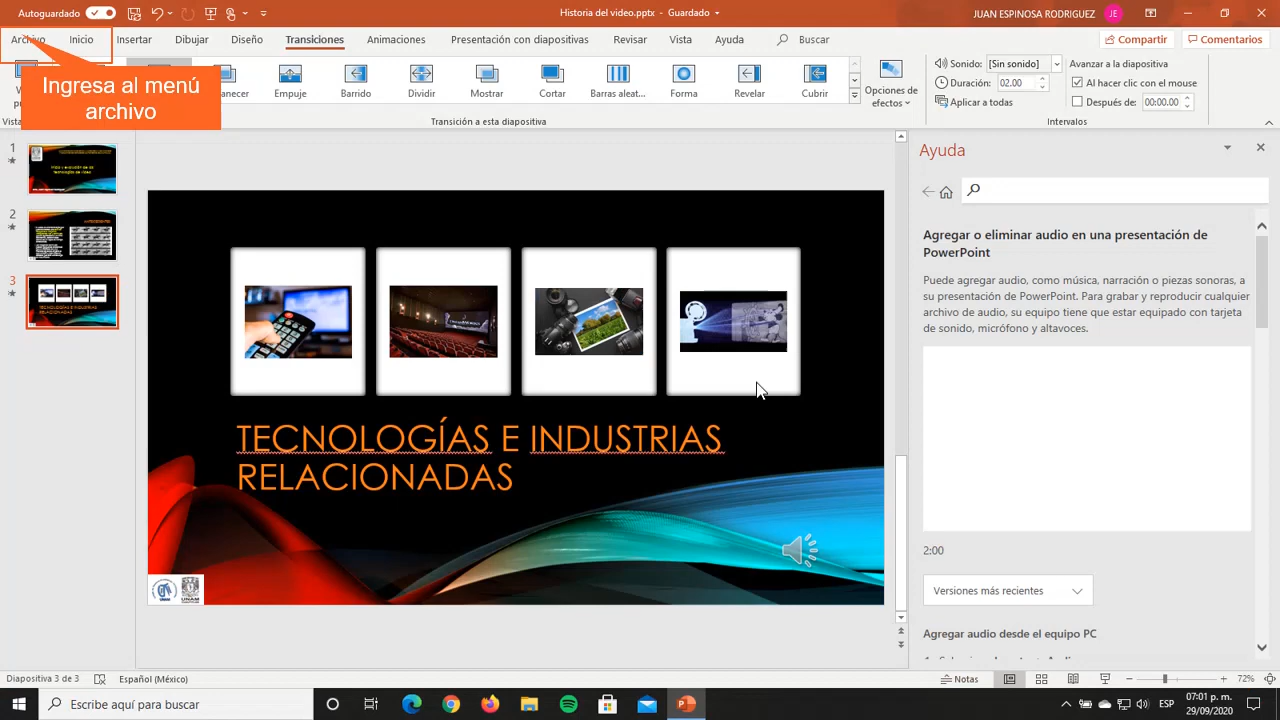 Autoguardado
Historia del video.pptx - Guardado
JUAN ESPINOSA RODRIGUEZ JE
Archivo Inicio Insertar Dibujar Diseño Transiciones Animaciones Presentación con diapositivas Revisar Vista Ayuda Buscar Compartir Comentarios
Ingresa al menú
archivo
Empuje Barrido Dividir Mostrar Cortar Barras aleat... Forma Revelar Cubrir
Opciones de
efectos
Transición a esta diapositiva
Sonido: [Sin sonido]
Duración: 02.00
Aplicar a todas
Avanzar a la diapositiva
Al hacer clic con el mouse
Después de: 00:00.00
Intervalos
1
2
3
TECNOLOGÍAS E INDUSTRIAS
RELACIONADAS
UNAM
Ayuda
Agregar o eliminar audio en una presentación de
PowerPoint
Puede agregar audio, como música, narración o piezas sonoras, a
su presentación de PowerPoint. Para grabar y reproducir cualquier
archivo de audio, su equipo tiene que estar equipado con tarjeta
de sonido, micrófono y altavoces.
2:00
Versiones más recientes
Agregar audio desde el equipo PC
Diapositiva 3 de 3 Español (México) Notas 72%
Escribe aquí para buscar
ESP
07:01 p. m.
29/09/2020